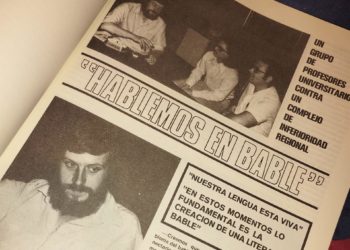 UN
GRUPO
DE
PROFESORES
UNIVERSITARIOS
CONTRA
UN
COMPLEJO
DE
INFERIORIDAD
REGIONAL
"HABLEMOS EN BABLE"
"NUESTRA LENGUA ESTA VIVA"
"EN ESTOS MOMENTOS LO
FUNDAMENTAL ES LA
CREACION DE UNA
BABLE"